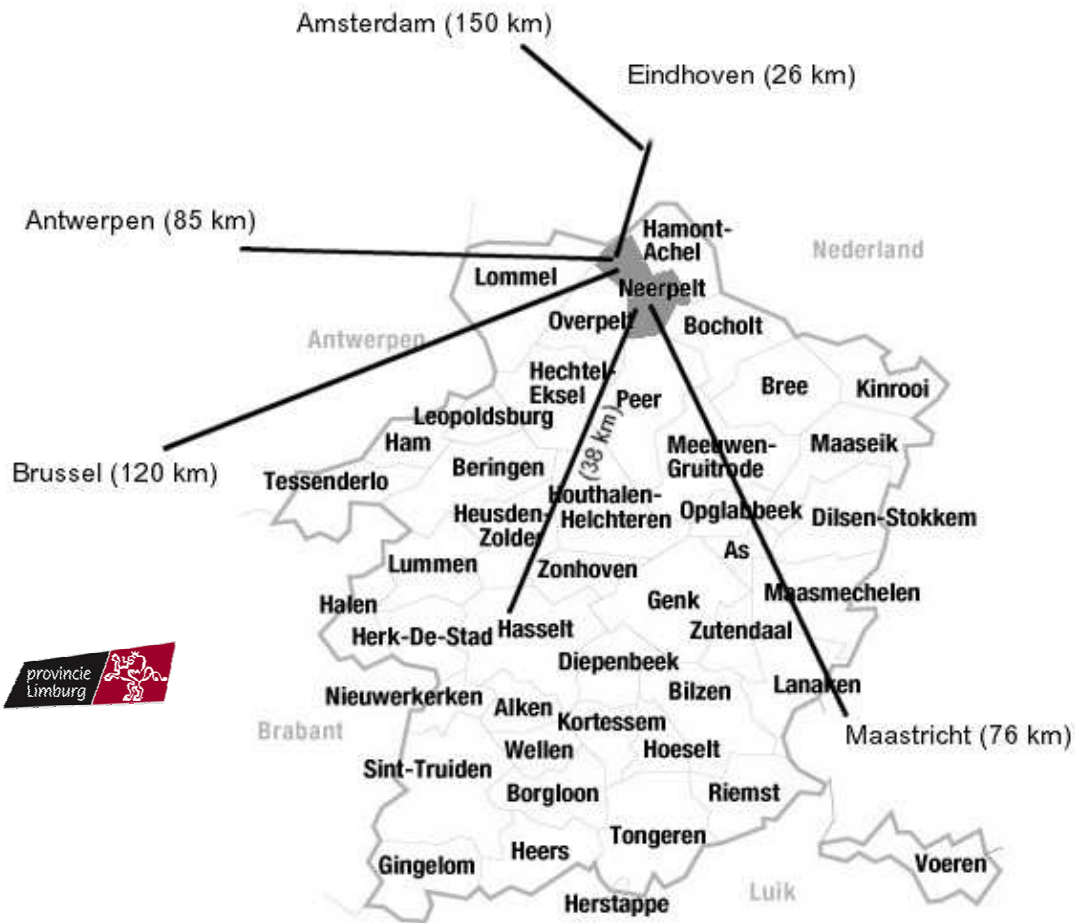 Amsterdam (150 km)
Eindhoven (26 km)
Antwerpen (85 km)
Hamont-
Achel
Nederland
Lommel
Neerpelt
Overpelt
Bocholt
Antwerpen
Hechtel-
Eksel
Peer
Bree
Kinrooi
Leopoldsburg
(38 km)
Ham
Meeuwen-
Gruitrode
Maaseik
Beringen
Brussel (120 km)
Tessenderlo
Houthalen-
Helchteren
Opglabbeek
Dilsen-Stokkem
Heusden-
Zolder
As
Lummen
Zonhoven
Maasmechelen
Halen
Genk
Herk-De-Stad
Hasselt
Zutendaal
provincie
Limburg
Diepenbeek
Bilzen
Lanaken
Nieuwerkerken
Alken
Kortessem
Brabant
Maastricht (76 km)
Wellen
Hoeselt
Sint-Truiden
Borgloon
Riemst
Tongeren
Heers
Gingelom
Voeren
Luik
Herstappe